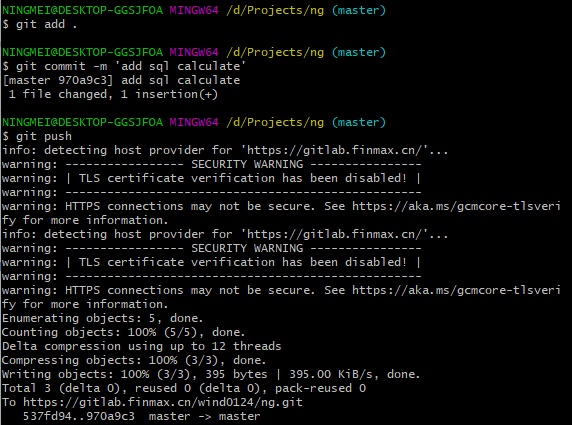 NINGMEI@DESKTOP-GGSJFOA MINGW64 /d/Projects/ng (master)
$ git add .
NINGMEI@DESKTOP-GGSJFOA MINGW64 /d/Projects/ng (master)
$ git commit -m 'add sql calculate'
[master 970a9c3] add sql calculate
 1 file changed, 1 insertion(+)
NINGMEI@DESKTOP-GGSJFOA MINGW64 /d/Projects/ng (master)
$ git push
info: detecting host provider for 'https://gitlab.finmax.cn/'...
warning: ----------------- SECURITY WARNING ----------------
warning: | TLS certificate verification has been disabled! |
warning: ---------------------------------------------------
warning: HTTPS connections may not be secure. See https://aka.ms/gcmcore-tlsveri
fy for more information.
info: detecting host provider for 'https://gitlab.finmax.cn/'...
warning: ----------------- SECURITY WARNING ----------------
warning: | TLS certificate verification has been disabled! |
warning: ---------------------------------------------------
warning: HTTPS connections may not be secure. See https://aka.ms/gcmcore-tlsveri
fy for more information.
Enumerating objects: 5, done.
Counting objects: 100% (5/5), done.
Delta compression using up to 12 threads
Compressing objects: 100% (3/3), done.
Writing objects: 100% (3/3), 395 bytes | 395.00 KiB/s, done.
Total 3 (delta 0), reused 0 (delta 0), pack-reused 0
To https://gitlab.finmax.cn/wind0124/ng.git
   537fd94..970a9c3  master -> master